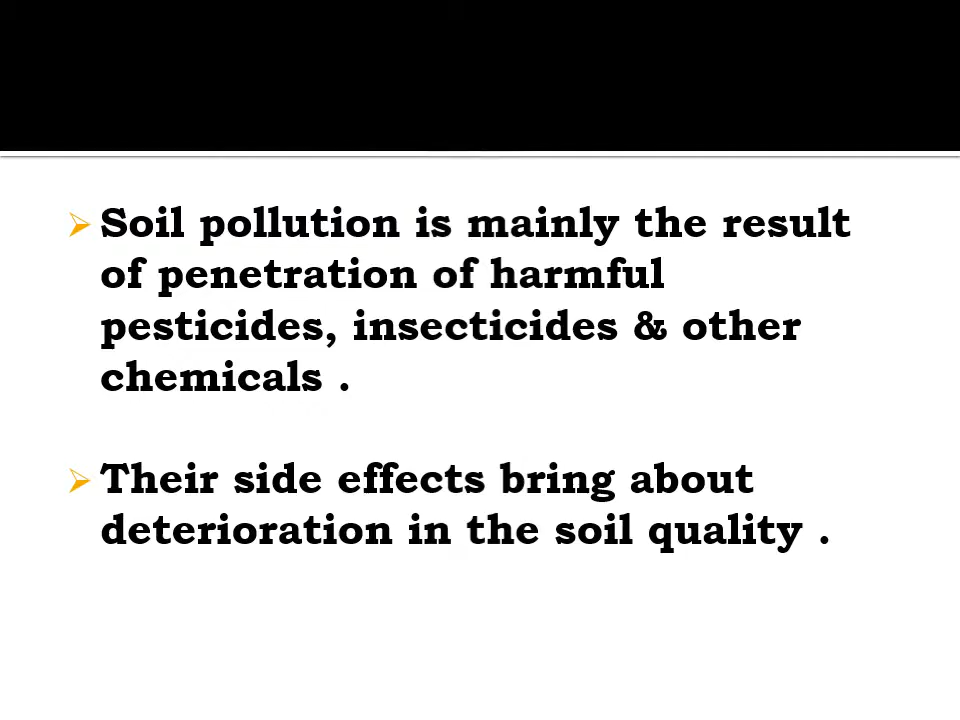 Soil pollution is mainly the result
of penetration of harmful
pesticides, insecticides & other
chemicals .
Their side effects bring about
deterioration in the soil quality .